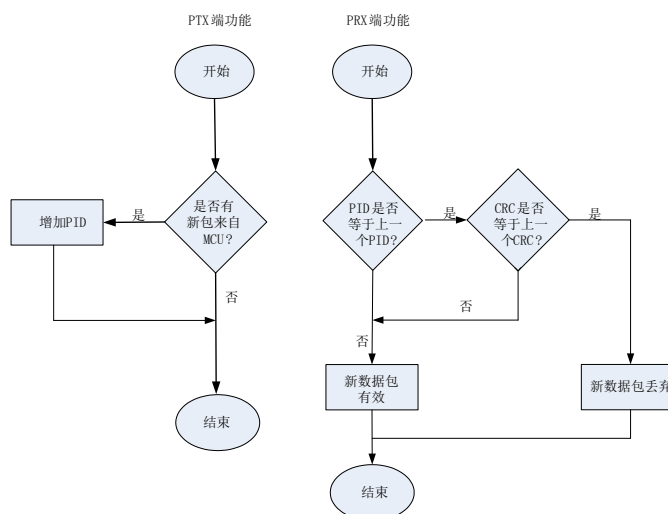 PTX端功能
开始
是否有
新包来自
MCU?
是
增加PID
否
结束
PRX端功能
开始
PID是否
等于上一
个PID?
是
CRC是否
等于上一
个CRC?
是
否
否
新数据包
有效
新数据包丢弃
结束